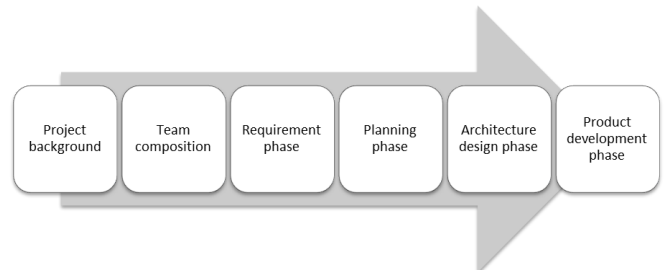 Project
background
Team
composition
Requirement
phase
Planning
phase
Architecture
design phase
Product
development
phase